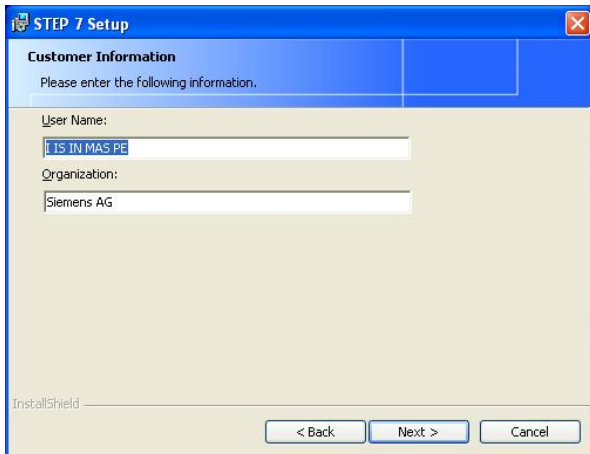 STEP 7 Setup
Customer Information
Please enter the following information.
User Name:
I IS IN MAS PE
Organization:
Siemens AG
InstallShield
< Back Next > Cancel